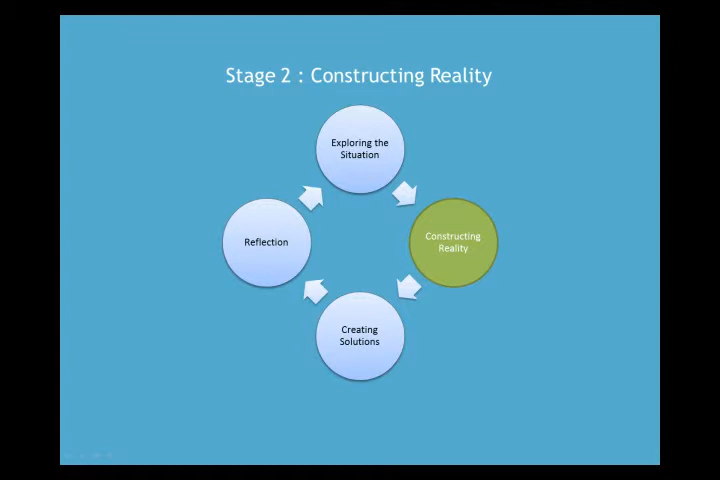 Stage 2 : Constructing Reality
Exploring the
Situation
Constructing
Reality
Reflection
Creating
Solutions